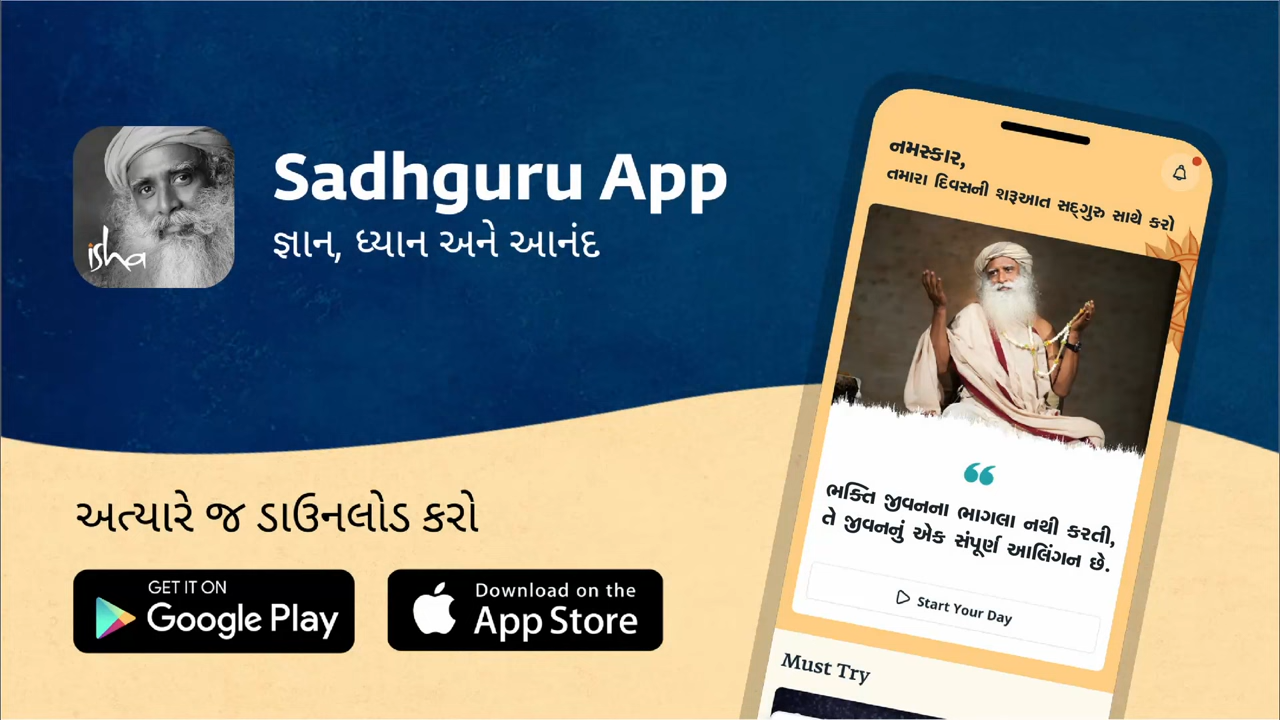 Sadhguru App
જ્ઞાન, ધ્યાન અને આનંદ
isha
અત્યારે જ ડાઉનલોડ કરો
GET IT ON
Google Play
Download on the
App Store
નમસ્કાર,
તમારા દિવસની શરૂઆત સદ્‌ગુરુ સાથે કરો
“
ભક્તિ જીવનના ભાગલા નથી કરતી,
તે જીવનનું એક સંપૂર્ણ આલિંગન છે.
Start Your Day
Must Try